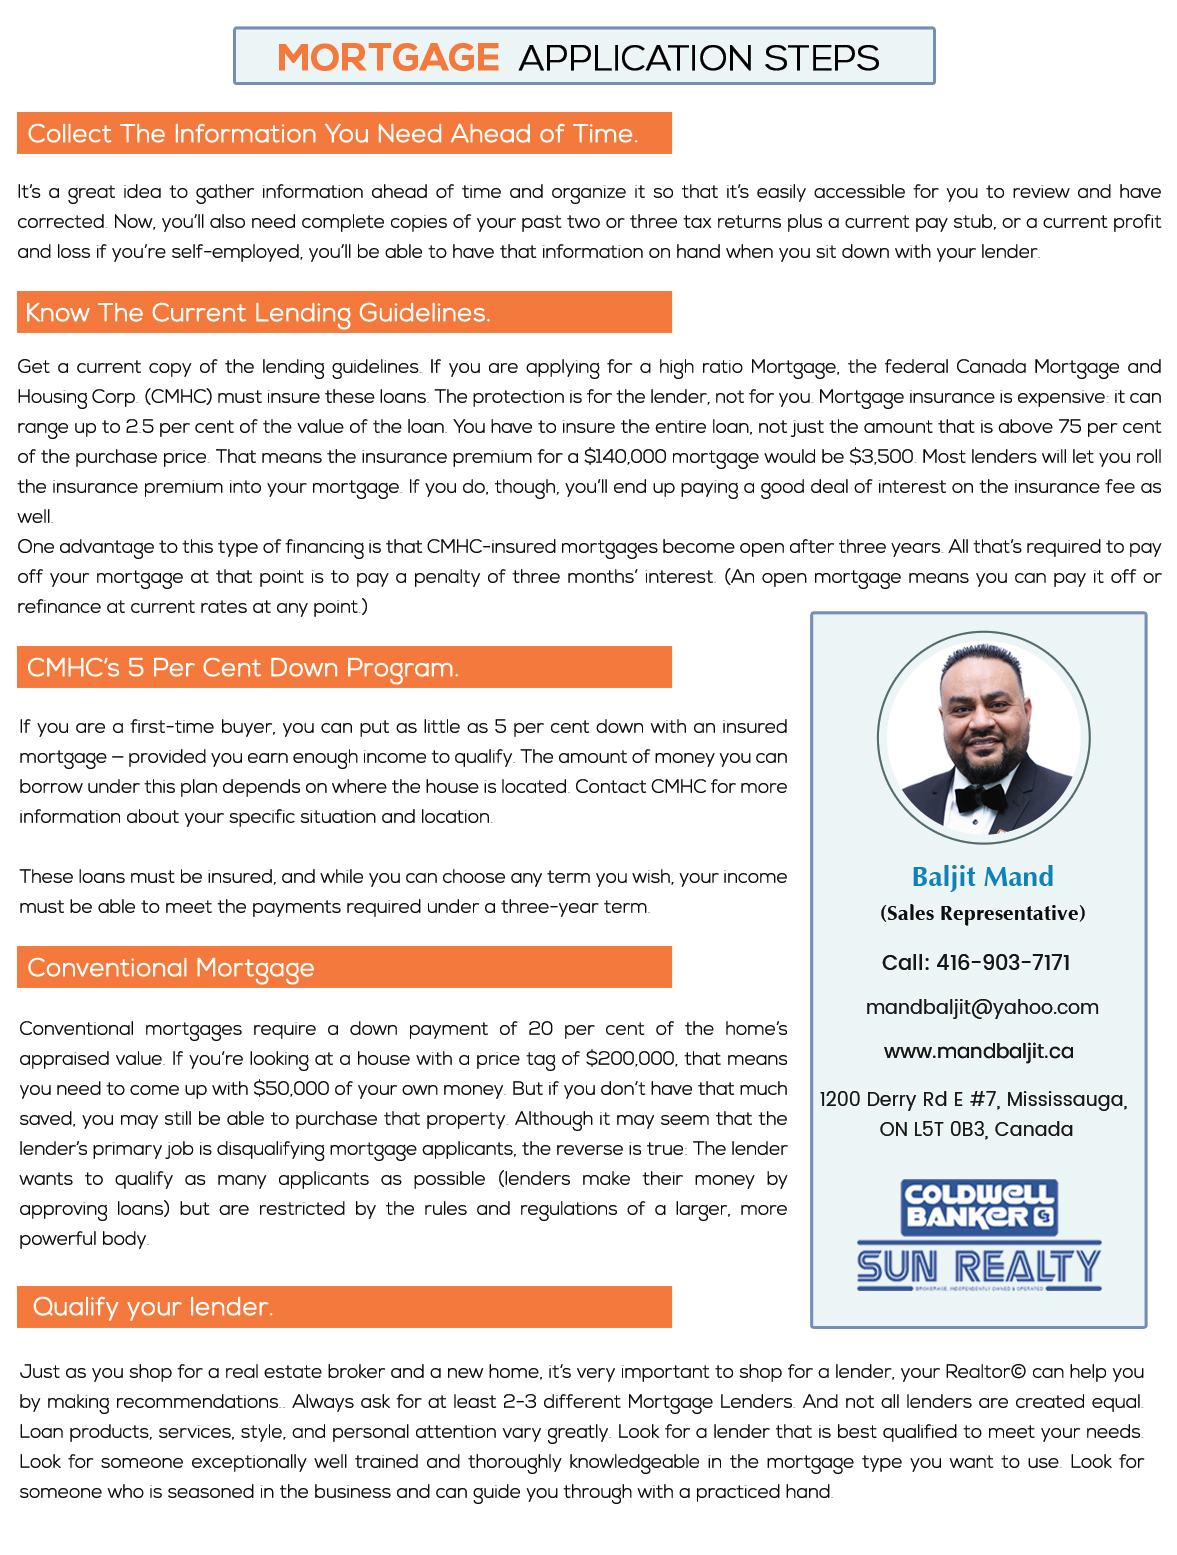 MORTGAGE APPLICATION STEPS
Collect The Information You Need Ahead of Time.
It's a great idea to gather information ahead of time and organize it so that it's easily accessible for you to review and have
corrected. Now, you'll also need complete copies of your past two or three tax returns plus a current pay stub, or a current profit
and loss if you're self-employed, you'll be able to have that information on hand when you sit down with your lender.
Know The Current Lending Guidelines.
Get a current copy of the lending guidelines. If you are applying for a high ratio Mortgage, the federal Canada Mortgage and
Housing Corp. (CMHC) must insure these loans. The protection is for the lender, not for you. Mortgage insurance is expensive: it can
range up to 2.5 per cent of the value of the loan. You have to insure the entire loan, not just the amount that is above 75 per cent
of the purchase price. That means the insurance premium for a $140,000 mortgage would be $3,500. Most lenders will let you roll
the insurance premium into your mortgage. If you do, though, you'll end up paying a good deal of interest on the insurance fee as
well.
One advantage to this type of financing is that CMHC-insured mortgages become open after three years. All that's required to pay
off your mortgage at that point is to pay a penalty of three months' interest. (An open mortgage means you can pay it off or
refinance at current rates at any point.)
CMHC's 5 Per Cent Down Program.
If you are a first-time buyer, you can put as little as 5 per cent down with an insured
mortgage – provided you earn enough income to qualify. The amount of money you can
borrow under this plan depends on where the house is located. Contact CMHC for more
information about your specific situation and location.
These loans must be insured, and while you can choose any term you wish, your income
must be able to meet the payments required under a three-year term.
Conventional Mortgage
Conventional mortgages require a down payment of 20 per cent of the home's
appraised value. If you're looking at a house with a price tag of $200,000, that means
you need to come up with $50,000 of your own money. But if you don't have that much
saved, you may still be able to purchase that property. Although it may seem that the
lender's primary job is disqualifying mortgage applicants, the reverse is true: The lender
wants to qualify as many applicants as possible (lenders make their money by
approving loans) but are restricted by the rules and regulations of a larger, more
powerful body.
Baljit Mand
(Sales Representative)
Call: 416-903-7171
mandbaljit@yahoo.com
www.mandbaljit.ca
1200 Derry Rd E #7, Mississauga,
ON L5T 0B3, Canada
COLDWELL
BANKER CB
SUN REALTY
BROKERAGE, INDEPENDENTLY OWNED & OPERATED
Qualify your lender.
Just as you shop for a real estate broker and a new home, it's very important to shop for a lender, your Realtor© can help you
by making recommendations.. Always ask for at least 2-3 different Mortgage Lenders. And not all lenders are created equal.
Loan products, services, style, and personal attention vary greatly. Look for a lender that is best qualified to meet your needs.
Look for someone exceptionally well trained and thoroughly knowledgeable in the mortgage type you want to use. Look for
someone who is seasoned in the business and can guide you through with a practiced hand.